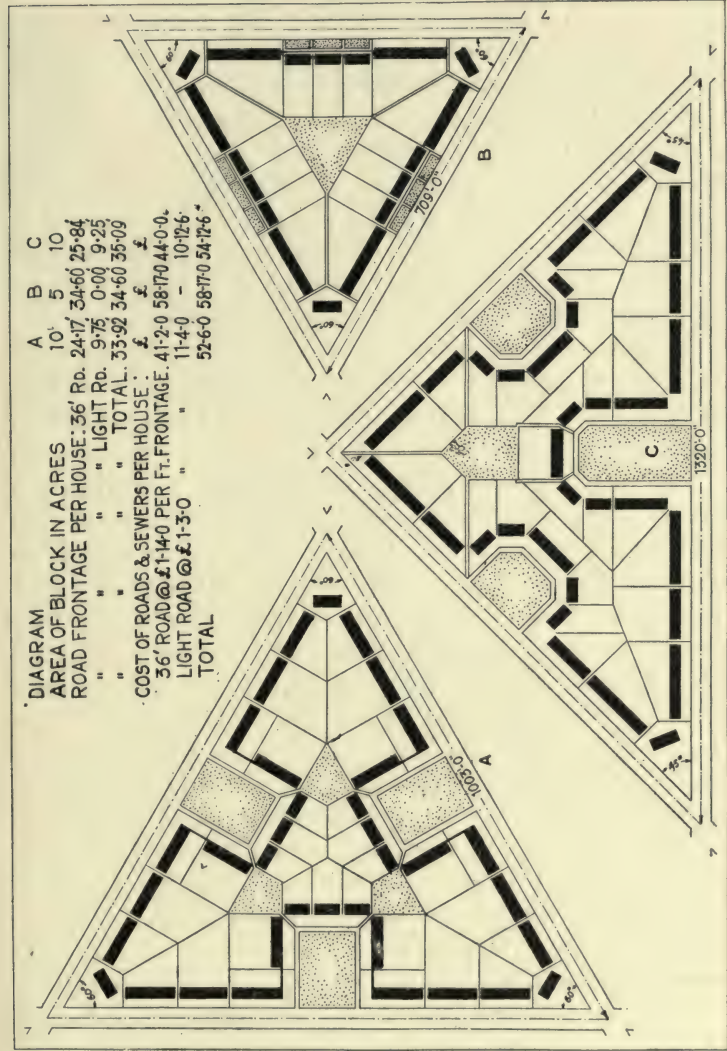 DIAGRAM A B C
AREA OF BLOCK IN ACRES 10 5 10
ROAD FRONTAGE PER HOUSE: 36' RD. 24·17' 34·60' 25·84'
" " " " LIGHT RD. 9·75 0·00 9·25
" " " " TOTAL. 33·92 34·60 35·09
COST OF ROADS & SEWERS PER HOUSE: £ £ £
36' ROAD @ £1-14-0 PER FT. FRONTAGE. 41-2-0 58-17-0 44-0-0.
LIGHT ROAD @ £1-3-0 " " 11-4-0 - 10-12-6
TOTAL 52-6-0 58-17-0 54-12-6
60°
60°
60°
1003'-0"
A
60°
60°
60°
709'-0"
B
45°
45°
C
1320'-0"